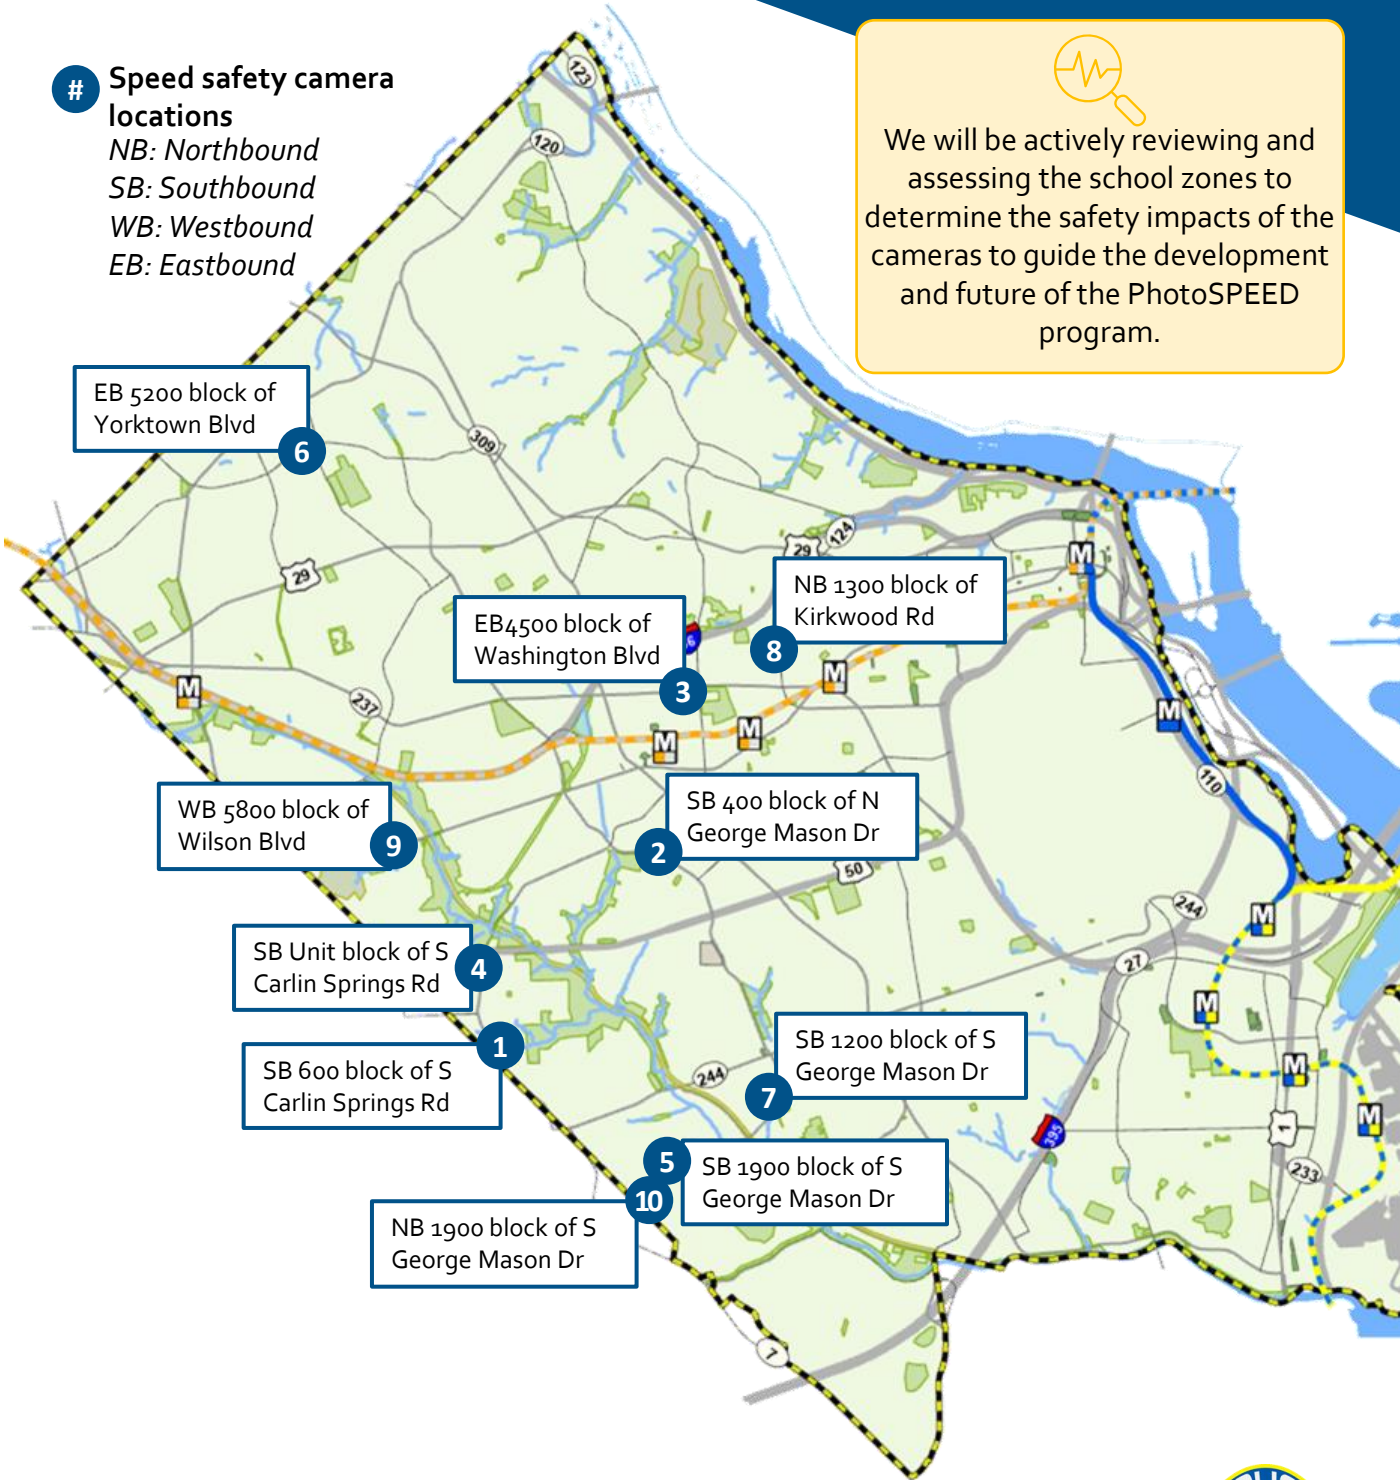 #
Speed safety camera
locations
NB: Northbound
SB: Southbound
WB: Westbound
EB: Eastbound
We will be actively reviewing and
assessing the school zones to
determine the safety impacts of the
cameras to guide the development
and future of the PhotoSPEED
program.
123
120
EB 5200 block of
Yorktown Blvd
6
309
29
124
29
M
NB 1300 block of
Kirkwood Rd
8
EB4500 block of
Washington Blvd
3
M
M
237
M
M
M
110
WB 5800 block of
Wilson Blvd
9
SB 400 block of N
George Mason Dr
2
50
244
M
SB Unit block of S
Carlin Springs Rd
4
27
M
1
SB 600 block of S
Carlin Springs Rd
SB 1200 block of S
George Mason Dr
7
244
M
M
395
1
233
5
SB 1900 block of S
George Mason Dr
10
NB 1900 block of S
George Mason Dr
7